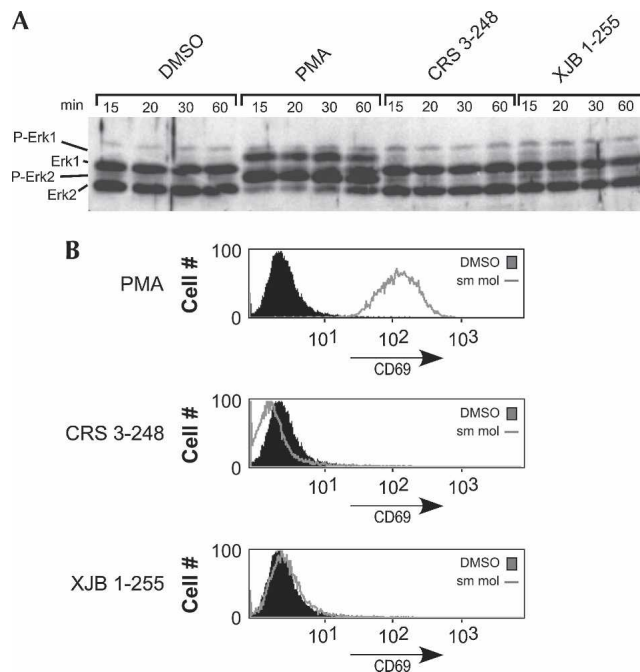 A
DMSO PMA CRS 3-248 XJB 1-255
min 15 20 30 60 15 20 30 60 15 20 30 60 15 20 30 60
P-Erk1
Erk1
P-Erk2
Erk2
B
PMA
Cell #
100
0
DMSO
sm mol
10¹ 10² 10³
CD69
CRS 3-248
Cell #
100
0
DMSO
sm mol
10¹ 10² 10³
CD69
XJB 1-255
Cell #
100
0
DMSO
sm mol
10¹ 10² 10³
CD69